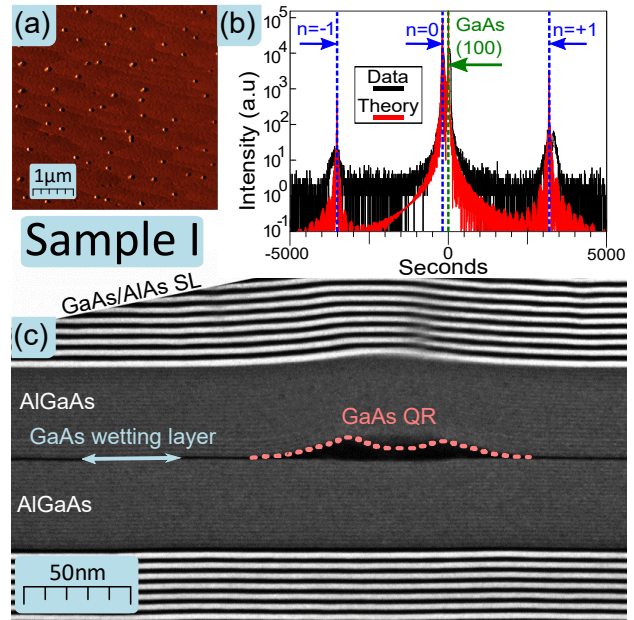 (a)
1μm
Sample I
(b)
n=-1
n=0
GaAs
(100)
n=+1
Data
Theory
Intensity (a.u)
10^5
10^4
10^3
10^2
10^1
10^0
10^-1
-5000
0
5000
Seconds
GaAs/AlAs SL
(c)
AlGaAs
GaAs QR
GaAs wetting layer
AlGaAs
50nm